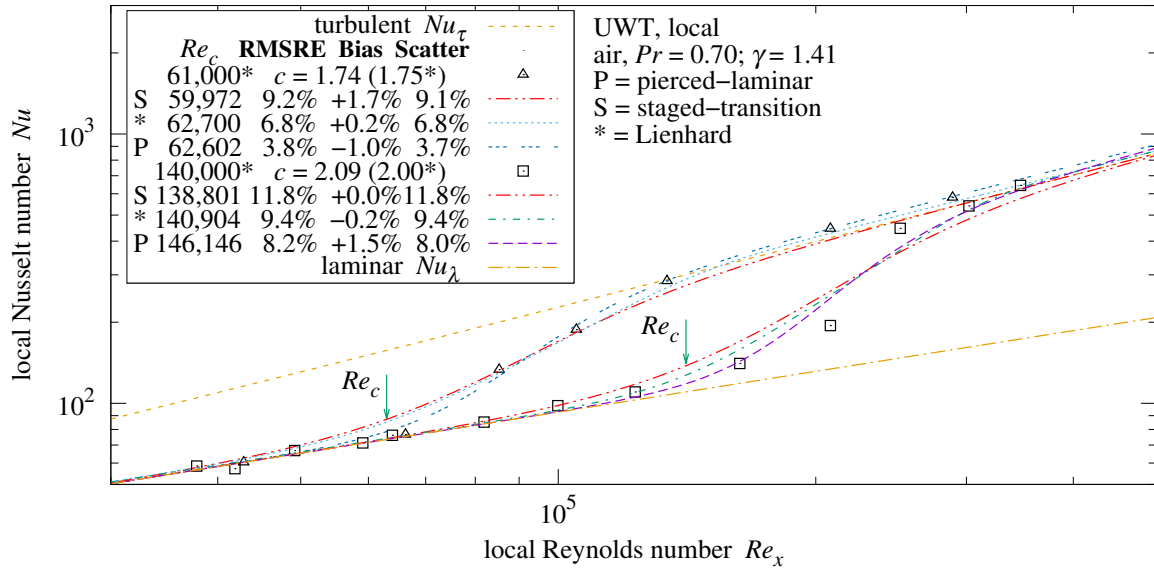 turbulent Nuτ
Rec RMSRE Bias Scatter
61,000* c = 1.74 (1.75*)
S 59,972 9.2% +1.7% 9.1%
* 62,700 6.8% +0.2% 6.8%
P 62,602 3.8% −1.0% 3.7%
140,000* c = 2.09 (2.00*)
S 138,801 11.8% +0.0% 11.8%
* 140,904 9.4% −0.2% 9.4%
P 146,146 8.2% +1.5% 8.0%
laminar Nuλ
UWT, local
air, Pr = 0.70; γ = 1.41
P = pierced−laminar
S = staged−transition
* = Lienhard
local Nusselt number Nu
10³
10²
Rec
Rec
10⁵
local Reynolds number Rex